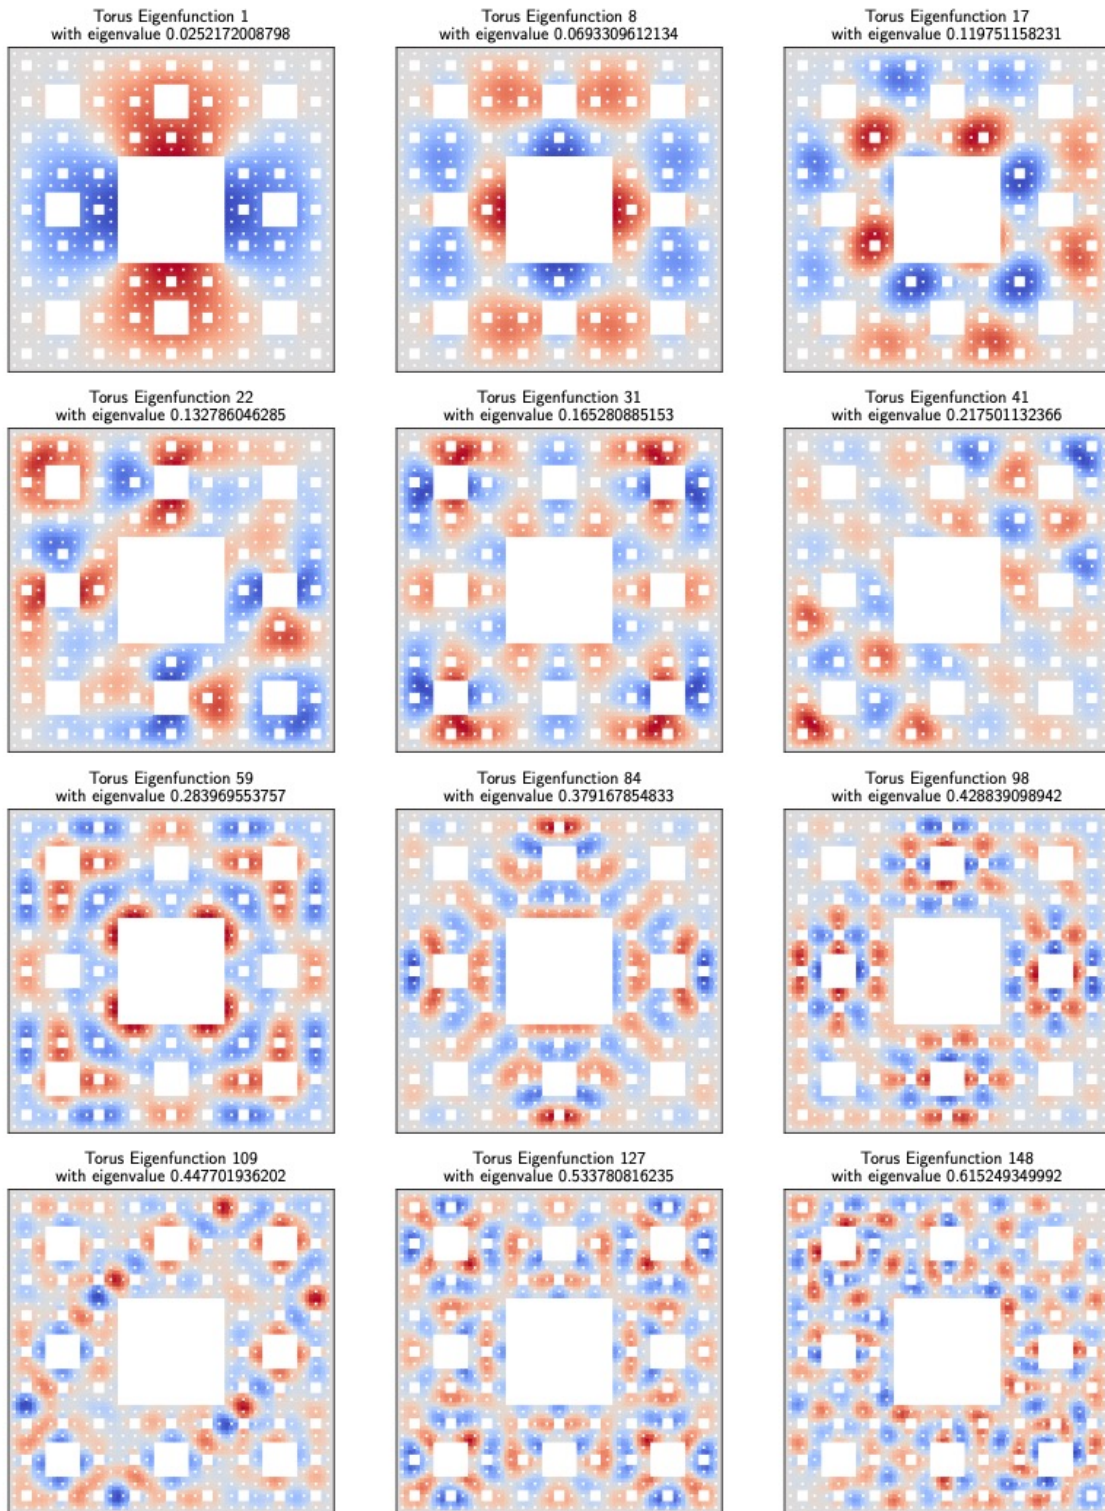 Torus Eigenfunction 1
with eigenvalue 0.0252172008798
Torus Eigenfunction 8
with eigenvalue 0.0693309612134
Torus Eigenfunction 17
with eigenvalue 0.119751158231
Torus Eigenfunction 22
with eigenvalue 0.132786046285
Torus Eigenfunction 31
with eigenvalue 0.165280885153
Torus Eigenfunction 41
with eigenvalue 0.217501132366
Torus Eigenfunction 59
with eigenvalue 0.283969553757
Torus Eigenfunction 84
with eigenvalue 0.379167854833
Torus Eigenfunction 98
with eigenvalue 0.428839098942
Torus Eigenfunction 109
with eigenvalue 0.447701936202
Torus Eigenfunction 127
with eigenvalue 0.533780816235
Torus Eigenfunction 148
with eigenvalue 0.615249349992